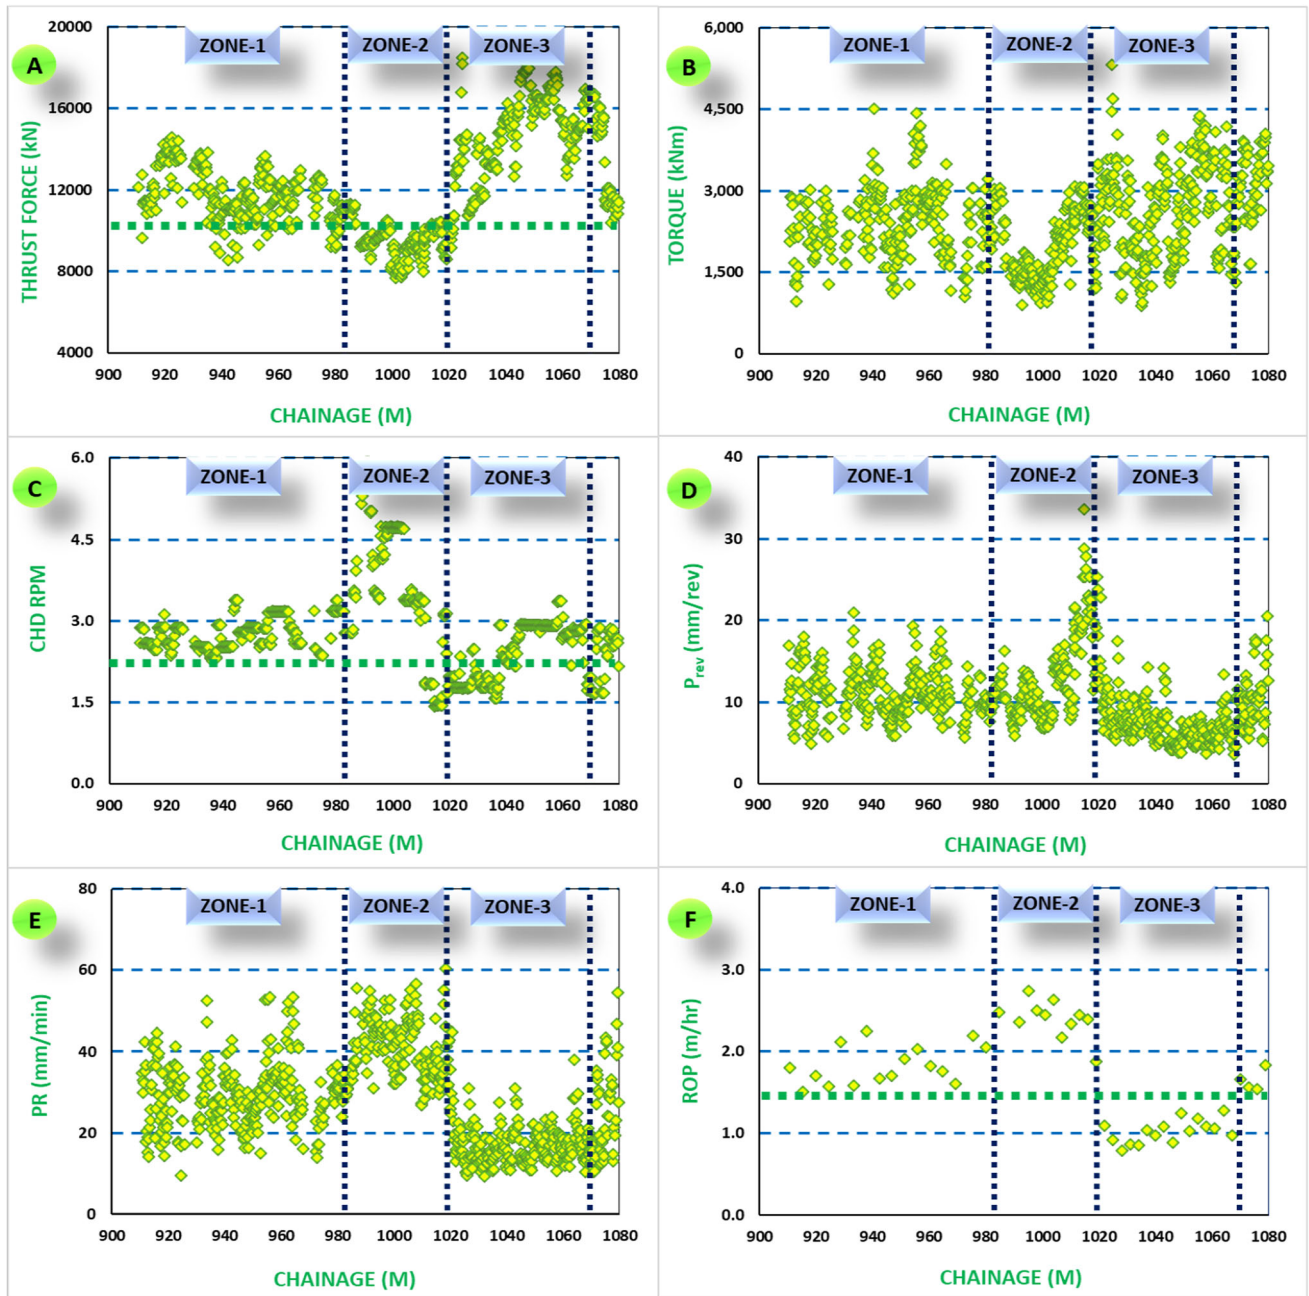 A
ZONE-1 ZONE-2 ZONE-3
THRUST FORCE (kN)
20000
16000
12000
8000
4000
900 920 940 960 980 1000 1020 1040 1060 1080
CHAINAGE (M)
B
ZONE-1 ZONE-2 ZONE-3
TORQUE (kNm)
6,000
4,500
3,000
1,500
0
900 920 940 960 980 1000 1020 1040 1060 1080
CHAINAGE (M)
C
ZONE-1 ZONE-2 ZONE-3
CHD RPM
6.0
4.5
3.0
1.5
0.0
900 920 940 960 980 1000 1020 1040 1060 1080
CHAINAGE (M)
D
ZONE-1 ZONE-2 ZONE-3
Prev (mm/rev)
40
30
20
10
0
900 920 940 960 980 1000 1020 1040 1060 1080
CHAINAGE (M)
E
ZONE-1 ZONE-2 ZONE-3
PR (mm/min)
80
60
40
20
0
900 920 940 960 980 1000 1020 1040 1060 1080
CHAINAGE (M)
F
ZONE-1 ZONE-2 ZONE-3
ROP (m/hr)
4.0
3.0
2.0
1.0
0.0
900 920 940 960 980 1000 1020 1040 1060 1080
CHAINAGE (M)